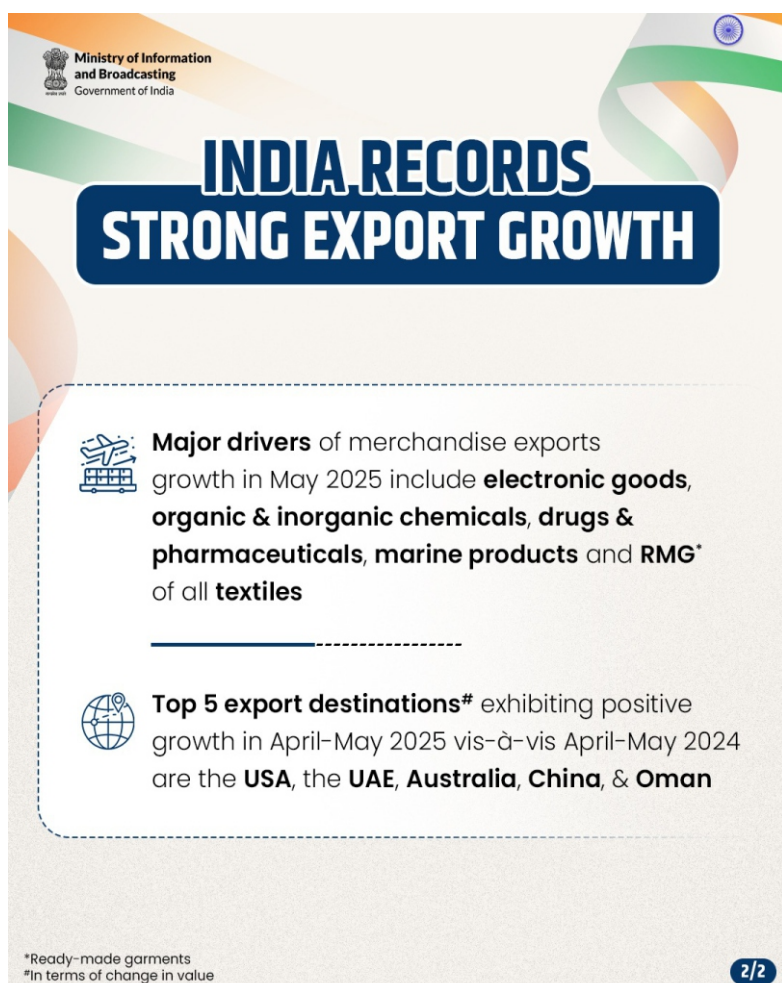 Ministry of Information
and Broadcasting
Government of India
INDIA RECORDS
STRONG EXPORT GROWTH
Major drivers of merchandise exports
growth in May 2025 include electronic goods,
organic & inorganic chemicals, drugs &
pharmaceuticals, marine products and RMG*
of all textiles
Top 5 export destinations# exhibiting positive
growth in April-May 2025 vis-à-vis April-May 2024
are the USA, the UAE, Australia, China, & Oman
*Ready-made garments
#In terms of change in value
2/2